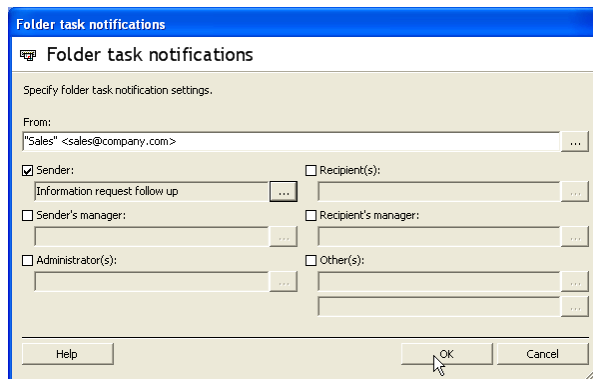 Folder task notifications
Folder task notifications
Specify folder task notification settings.
From:
"Sales" <sales@company.com>
...
Sender:
Recipient(s):
Information request follow up
...
...
Sender's manager:
Recipient's manager:
...
...
Administrator(s):
Other(s):
...
...
...
Help
OK
Cancel